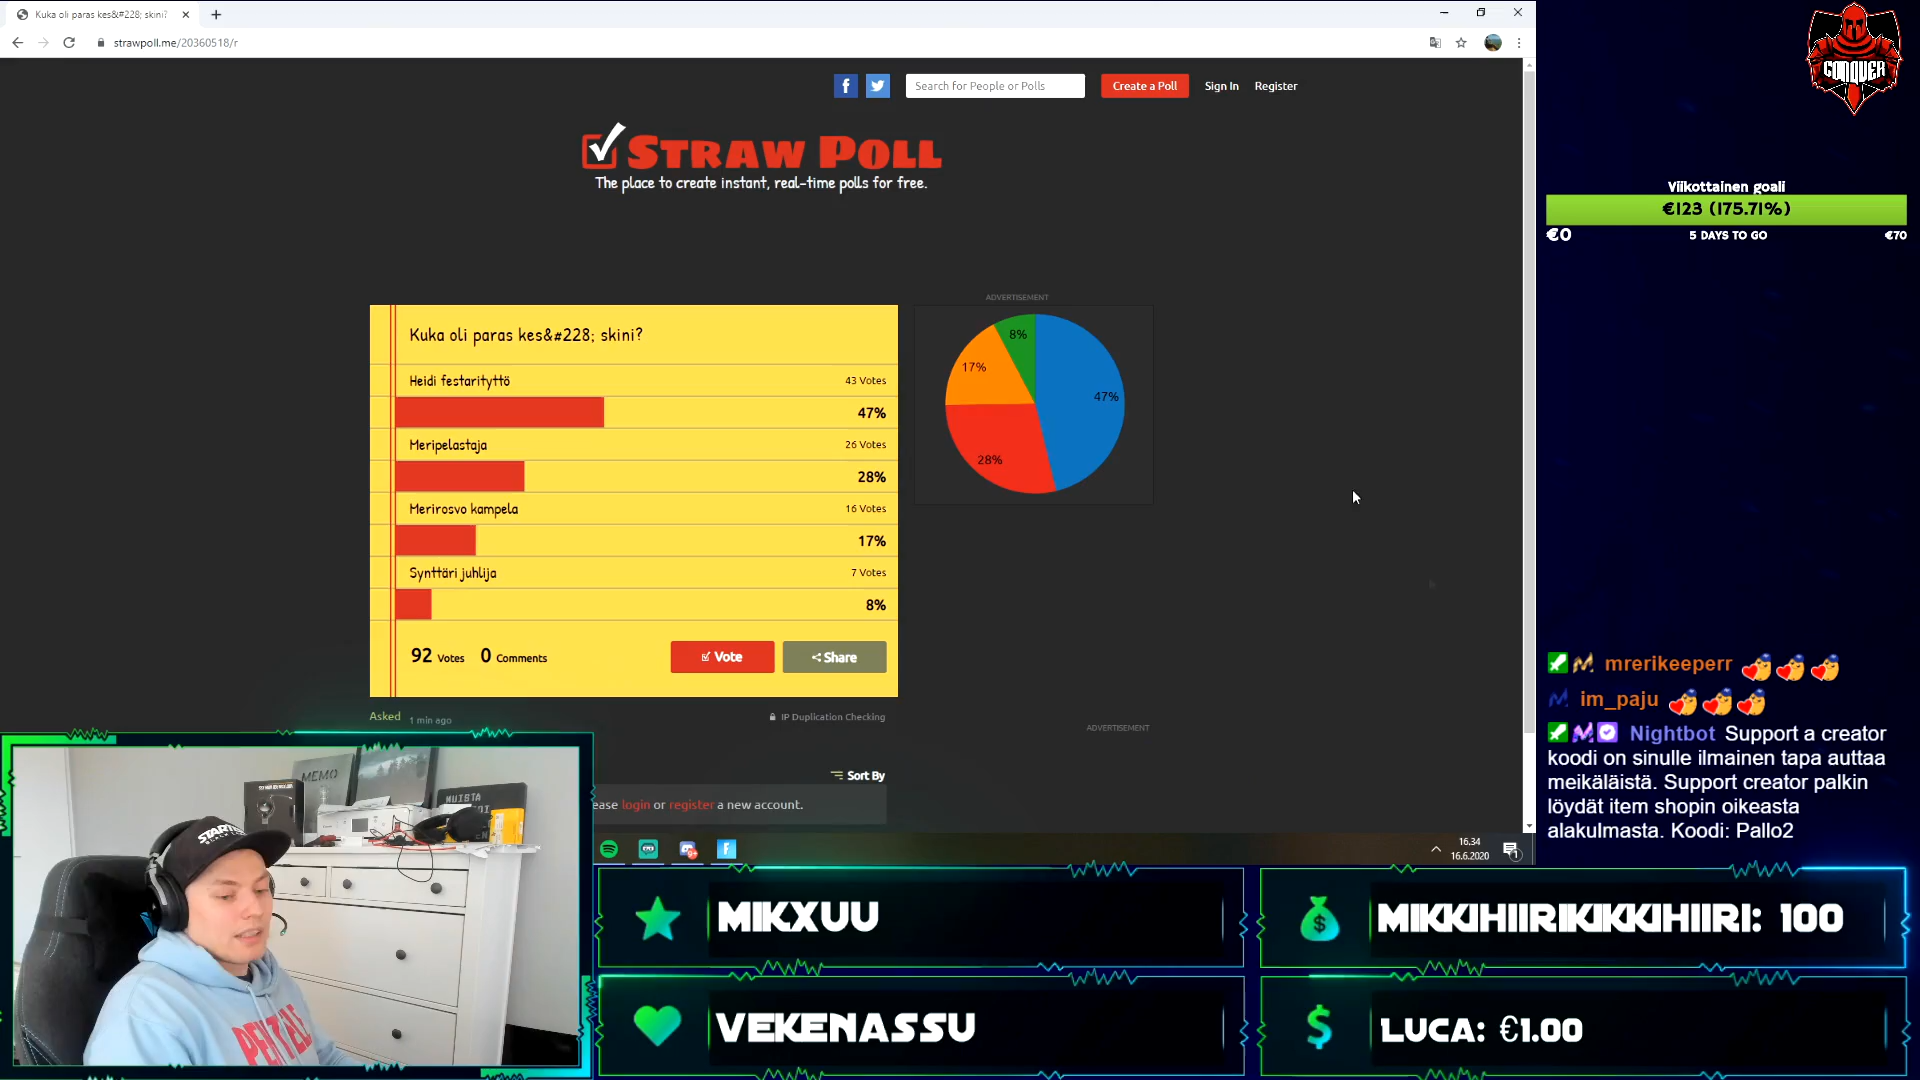 Kuka oli paras kes&#228; skini?
strawpoll.me/20360518/r
Search for People or Polls
Create a Poll
Sign In
Register
STRAW POLL
The place to create instant, real-time polls for free.
ADVERTISEMENT
Kuka oli paras kes&#228; skini?
Heidi festarityttö
43 Votes
47%
Meripelastaja
26 Votes
28%
Merirosvo kampela
16 Votes
17%
Synttäri juhlija
7 Votes
8%
92 Votes 0 Comments
Vote
Share
8%
17%
47%
28%
Asked 1 min ago
IP Duplication Checking
ADVERTISEMENT
Sort By
ease login or register a new account.
16.34
16.6.2020
CONQUER
Viikottainen goali
€123 (175.71%)
€0 5 DAYS TO GO €70
mrerikeeperr
im_paju
Nightbot Support a creator
koodi on sinulle ilmainen tapa auttaa
meikäläistä. Support creator palkin
löydät item shopin oikeasta
alakulmasta. Koodi: Pallo2
MEMO
MUISTA
MIKXUU
MIKKIHIIRIKIKKIHIIRI: 100
VEKENASSU
LUCA: €1.00